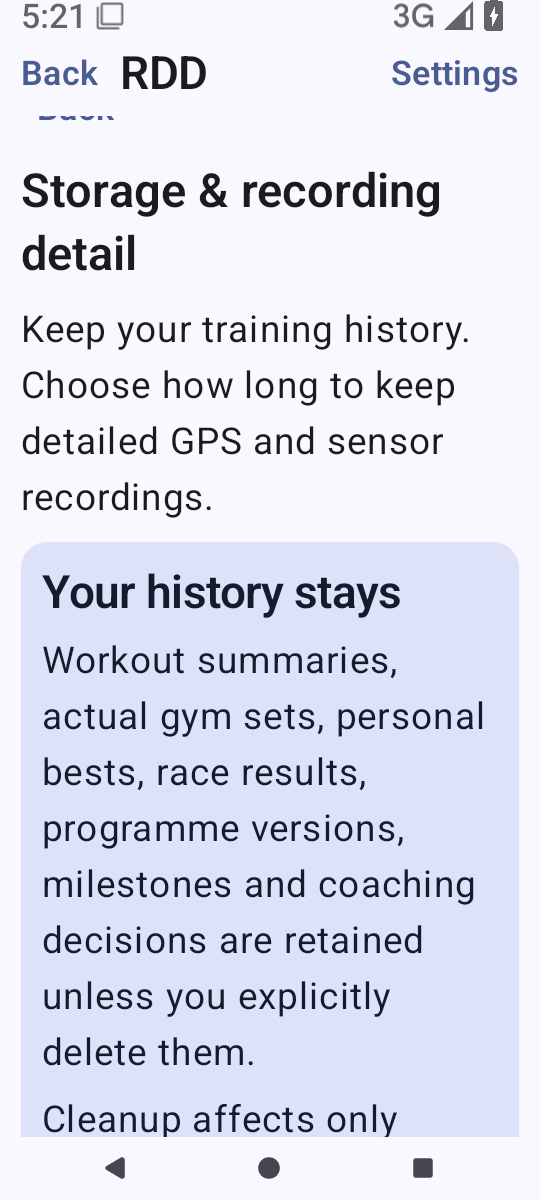 5:21
3G
Back RDD Settings
Back
Storage & recording
detail
Keep your training history.
Choose how long to keep
detailed GPS and sensor
recordings.
Your history stays
Workout summaries,
actual gym sets, personal
bests, race results,
programme versions,
milestones and coaching
decisions are retained
unless you explicitly
delete them.
Cleanup affects only